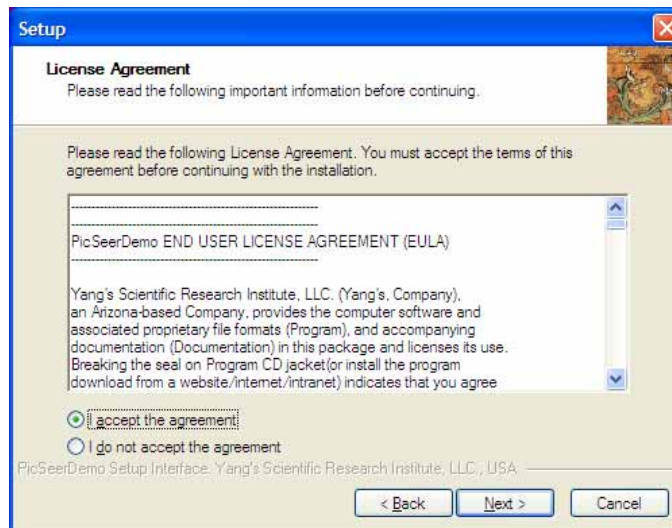 Setup
License Agreement
Please read the following important information before continuing.
Please read the following License Agreement. You must accept the terms of this
agreement before continuing with the installation.
------------------------------------------------------------
------------------------------------------------------------
PicSeerDemo END USER LICENSE AGREEMENT (EULA)
------------------------------------------------------------
Yang's Scientific Research Institute, LLC. (Yang's, Company),
an Arizona-based Company, provides the computer software and
associated proprietary file formats (Program), and accompanying
documentation (Documentation) in this package and licenses its use.
Breaking the seal on Program CD jacket(or install the program
download from a website/internet/intranet) indicates that you agree
I accept the agreement
I do not accept the agreement
PicSeerDemo Setup Interface. Yang's Scientific Research Institute, LLC., USA
< Back Next > Cancel